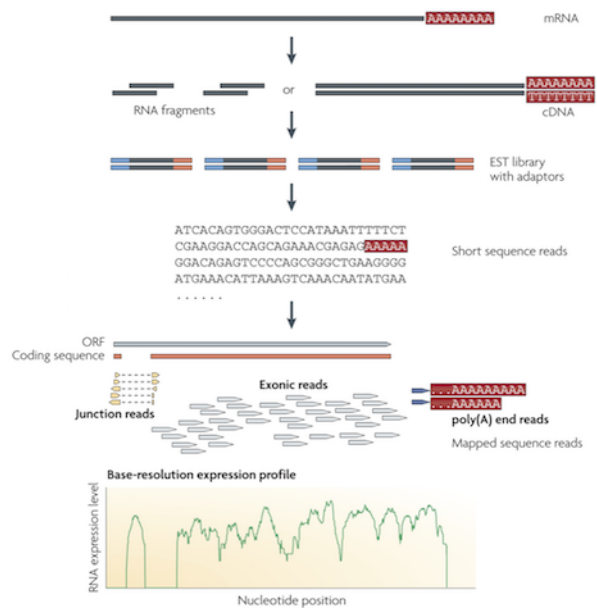 AAAAAAAA mRNA
or
AAAAAAAA
TTTTTTTT
RNA fragments
cDNA
EST library
with adaptors
ATCACAGTGGGACTCCATAAATTTTTCT
CGAAGGACCAGCAGAAACGAGAGAAAAA
GGACAGAGTCCCCAGCGGGCTGAAGGGG
ATGAAACATTAAAGTCAAACAATATGAA
......
Short sequence reads
ORF
Coding sequence
Exonic reads
Junction reads
...AAAAAAAAA
...AAAAAA
poly(A) end reads
Mapped sequence reads
Base-resolution expression profile
RNA expression level
Nucleotide position